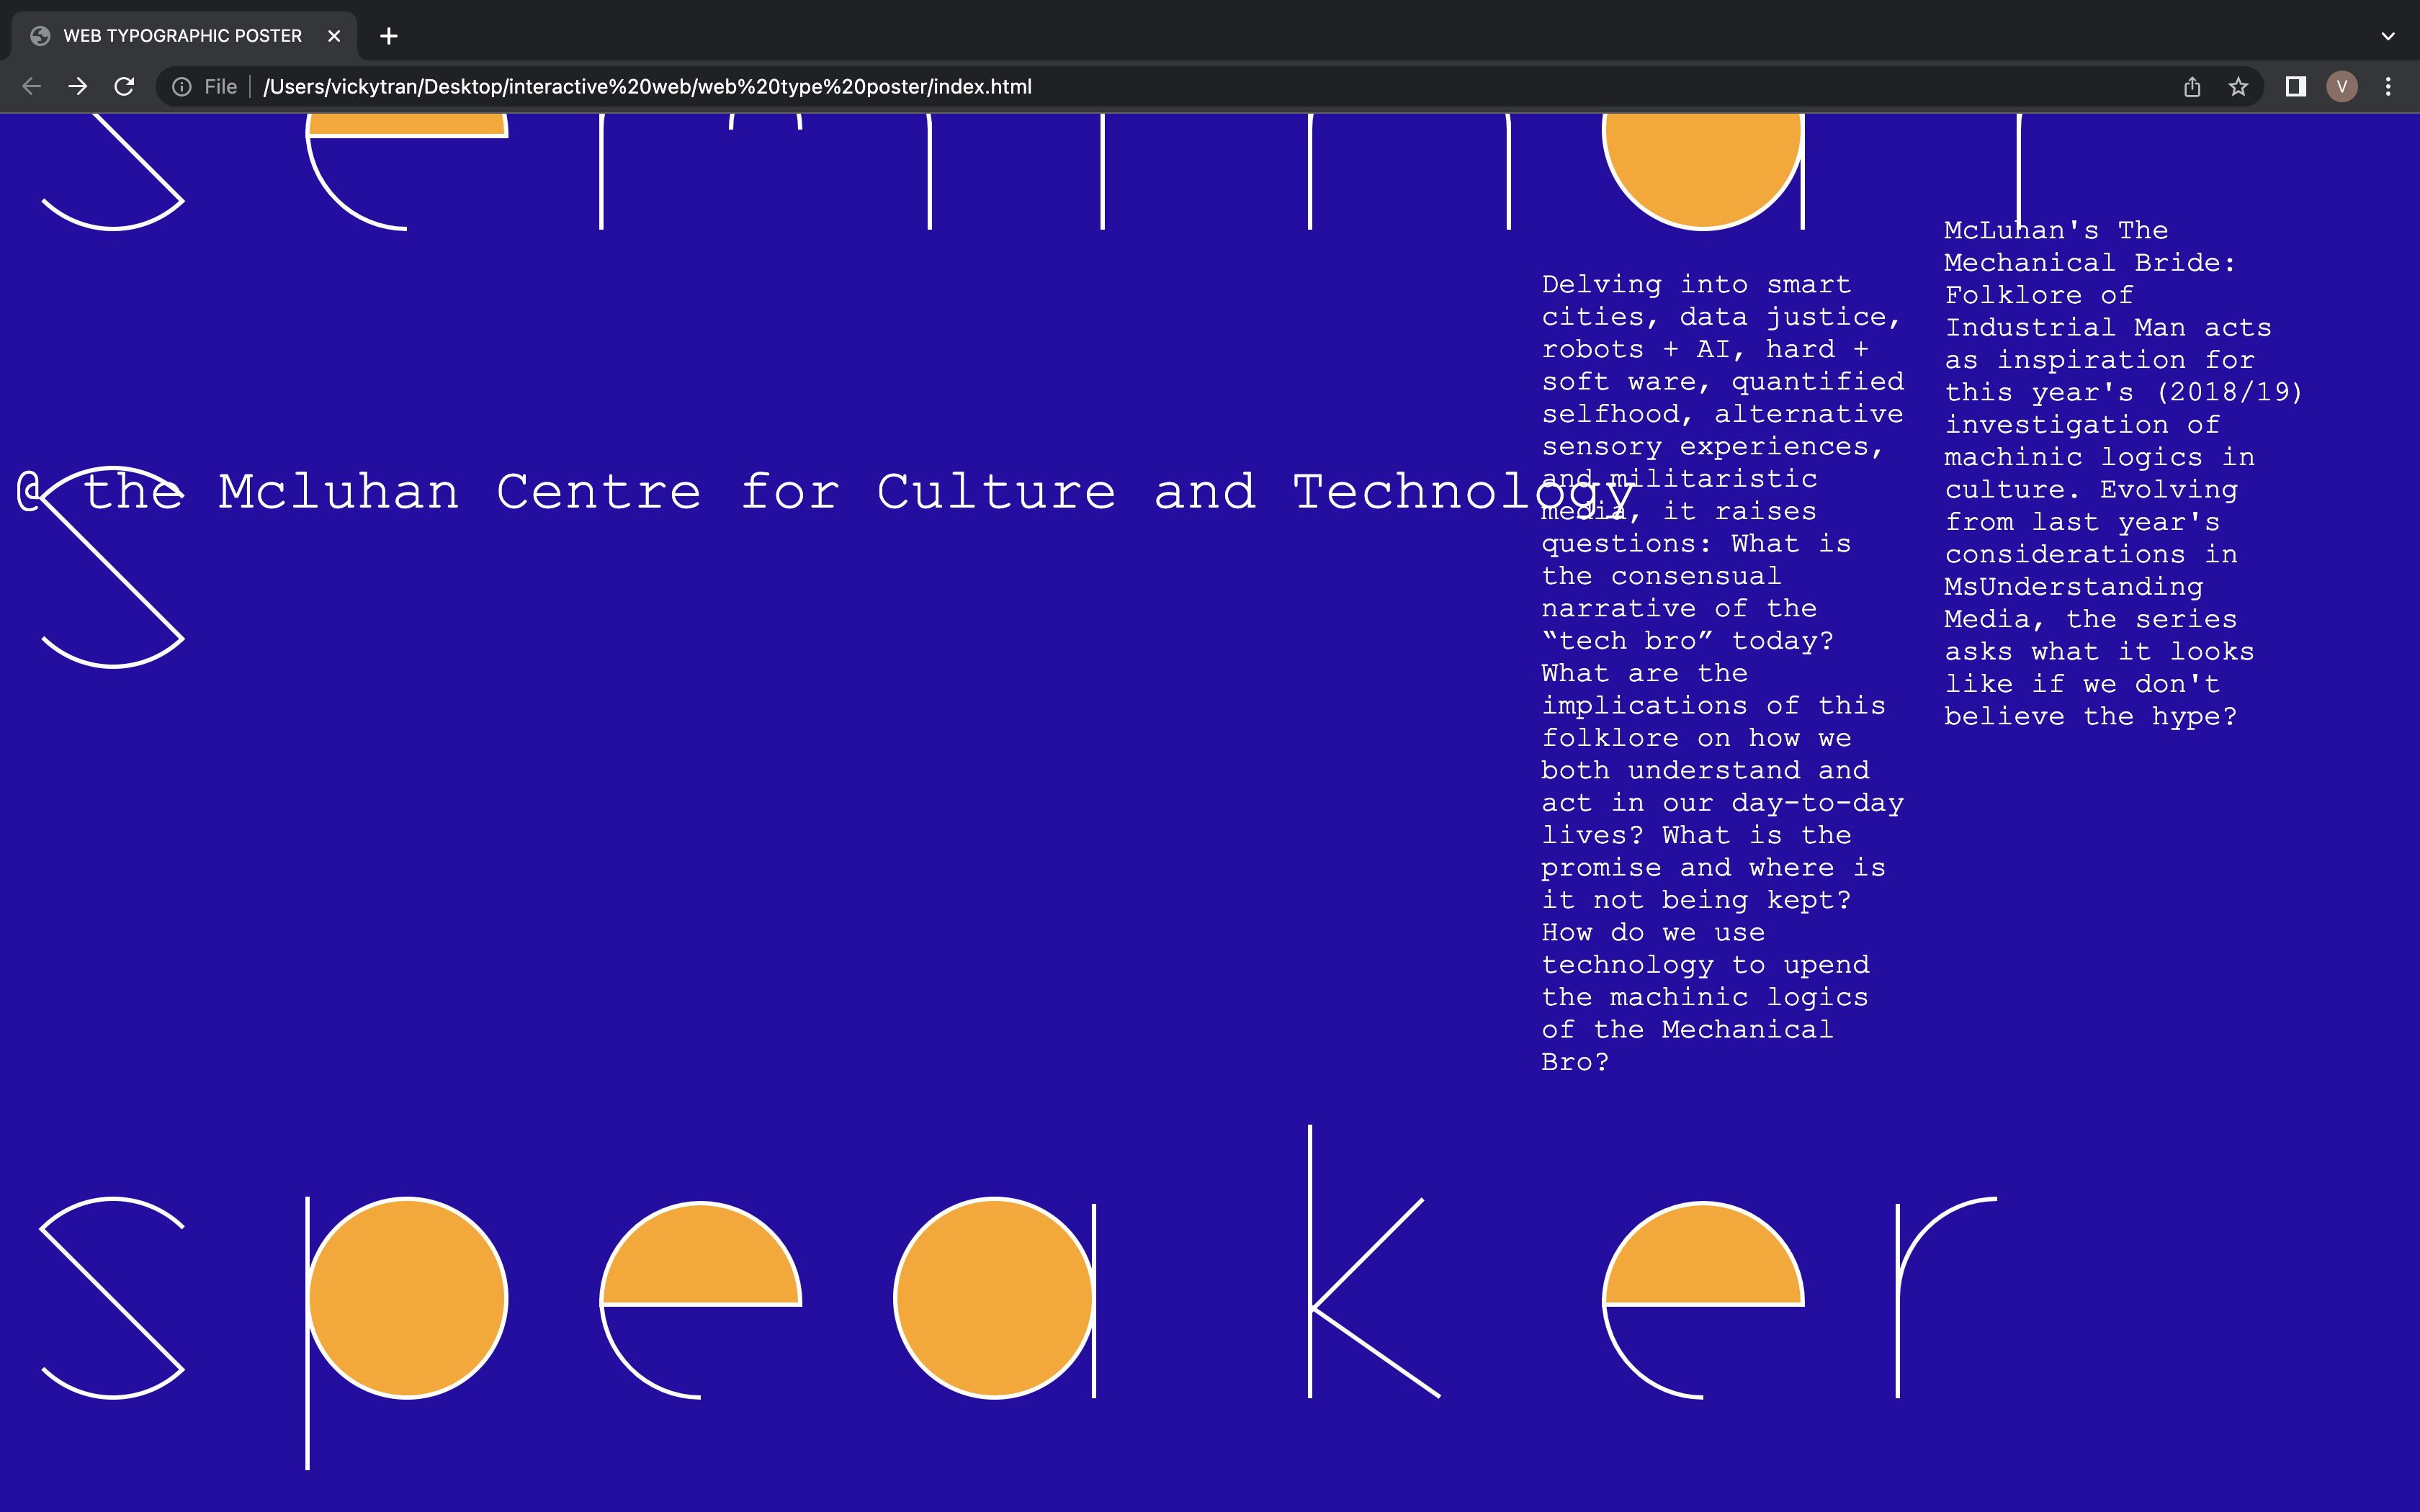 WEB TYPOGRAPHIC POSTER
File
/Users/vickytran/Desktop/interactive%20web/web%20type%20poster/index.html
V
seminar
McLuhan's The
Mechanical Bride:
Folklore of
Industrial Man acts
as inspiration for
this year's (2018/19)
investigation of
machinic logics in
culture. Evolving
from last year's
considerations in
MsUnderstanding
Media, the series
asks what it looks
like if we don't
believe the hype?
Delving into smart
cities, data justice,
robots + AI, hard +
soft ware, quantified
selfhood, alternative
sensory experiences,
and militaristic
media, it raises
questions: What is
the consensual
narrative of the
“tech bro” today?
What are the
implications of this
folklore on how we
both understand and
act in our day-to-day
lives? What is the
promise and where is
it not being kept?
How do we use
technology to upend
the machinic logics
of the Mechanical
Bro?
@ the Mcluhan Centre for Culture and Technology
s
speaker